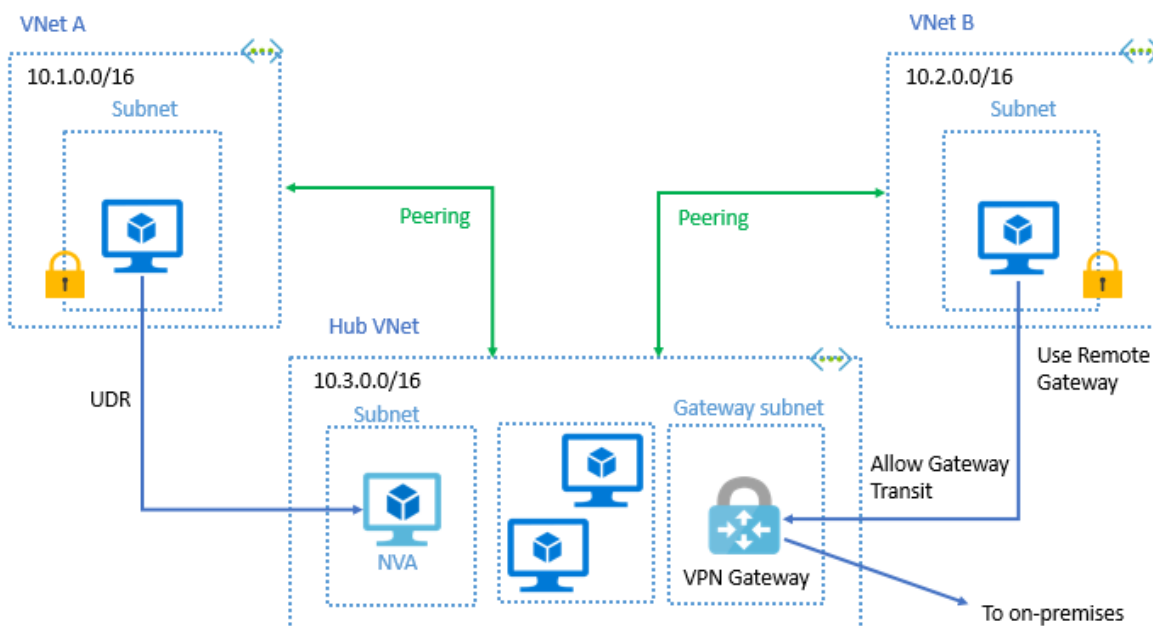 VNet A
VNet B
10.1.0.0/16
Subnet
10.2.0.0/16
Subnet
Peering
Peering
Hub VNet
UDR
10.3.0.0/16
Subnet
Gateway subnet
NVA
VPN Gateway
Use Remote
Gateway
Allow Gateway
Transit
To on-premises